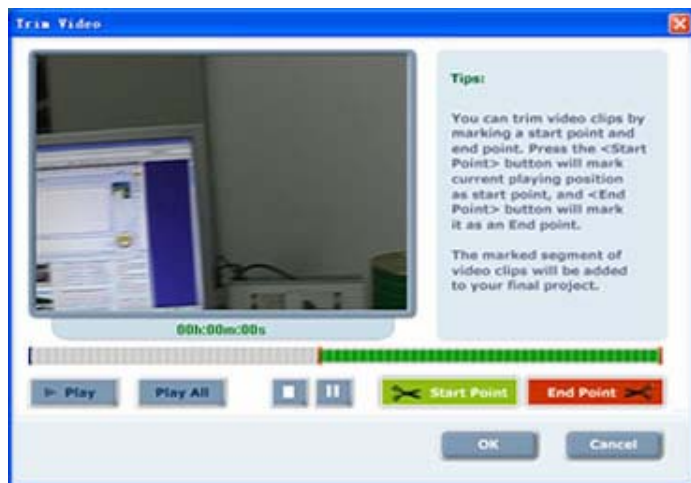 Trim Video
Tips:
You can trim video clips by
marking a start point and
end point. Press the <Start
Point> button will mark
current playing position
as start point, and <End
Point> button will mark
it as an End point.
The marked segment of
video clips will be added
to your final project.
00h:00m:00s
Play
Play All
Start Point
End Point
OK
Cancel